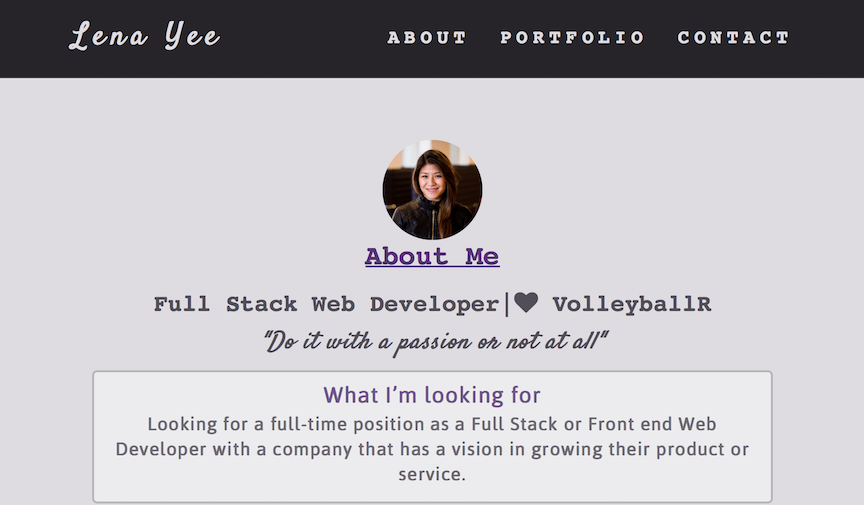 Lena Yee
ABOUT PORTFOLIO CONTACT
About Me
Full Stack Web Developer|♥ VolleyballR
"Do it with a passion or not at all"
What I'm looking for
Looking for a full-time position as a Full Stack or Front end Web
Developer with a company that has a vision in growing their product or
service.